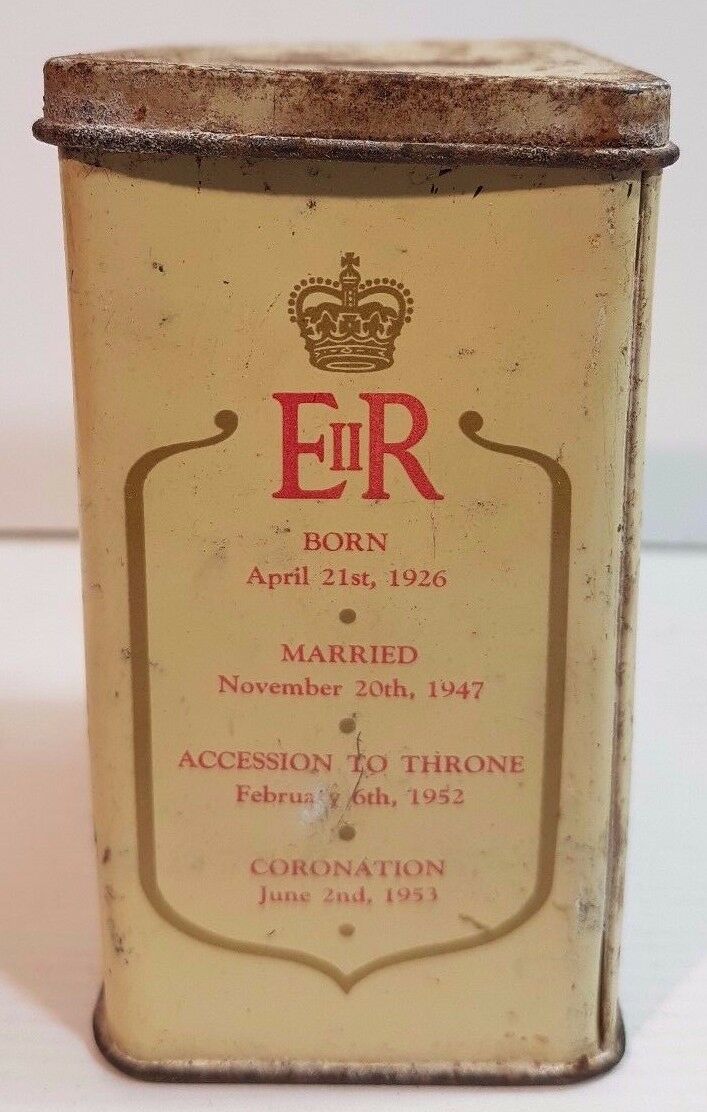 EIIR
BORN
April 21st, 1926
MARRIED
November 20th, 1947
ACCESSION TO THRONE
February 6th, 1952
CORONATION
June 2nd, 1953